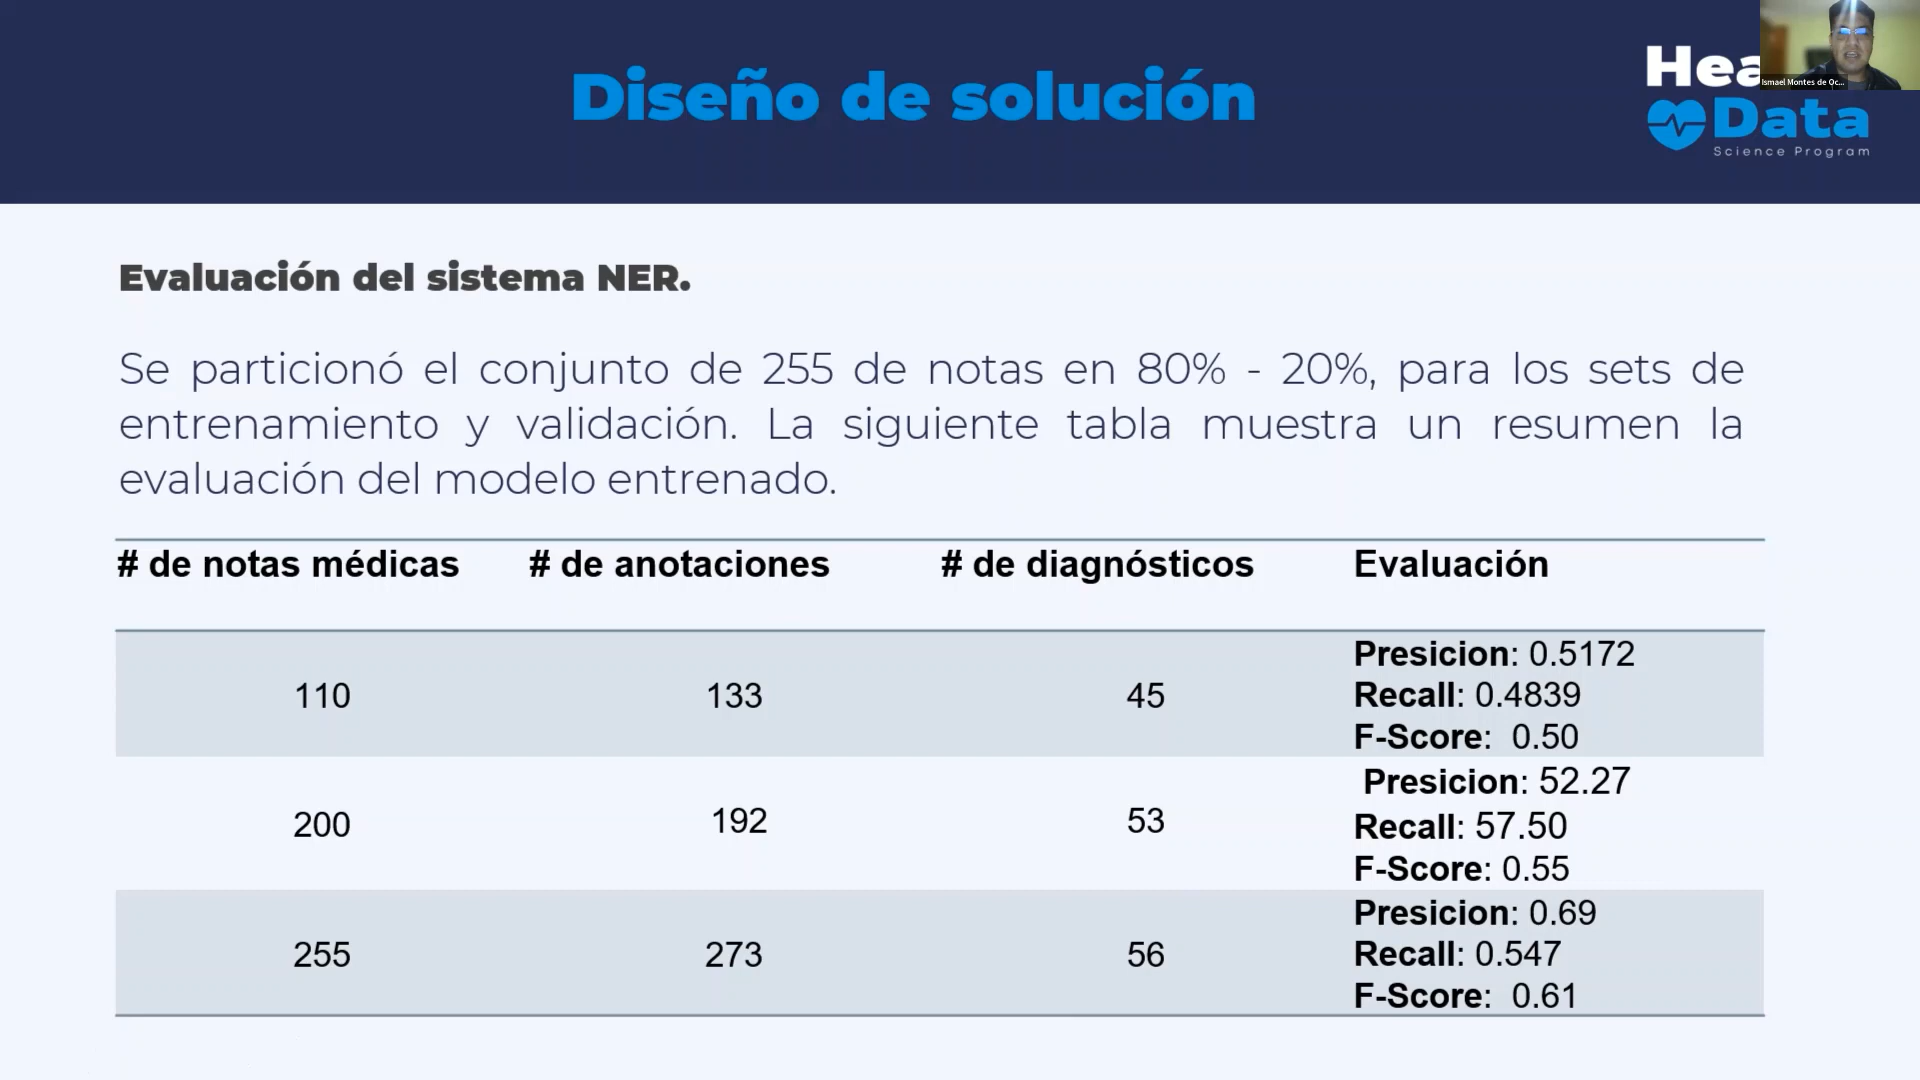 Diseño de solución
Hea
Data
Science Program
Ismael Montes de Oc...
Evaluación del sistema NER.
Se particionó el conjunto de 255 de notas en 80% - 20%, para los sets de
entrenamiento y validación. La siguiente tabla muestra un resumen la
evaluación del modelo entrenado.
# de notas médicas # de anotaciones # de diagnósticos Evaluación
110 133 45 Presicion: 0.5172
Recall: 0.4839
F-Score: 0.50
200 192 53 Presicion: 52.27
Recall: 57.50
F-Score: 0.55
255 273 56 Presicion: 0.69
Recall: 0.547
F-Score: 0.61